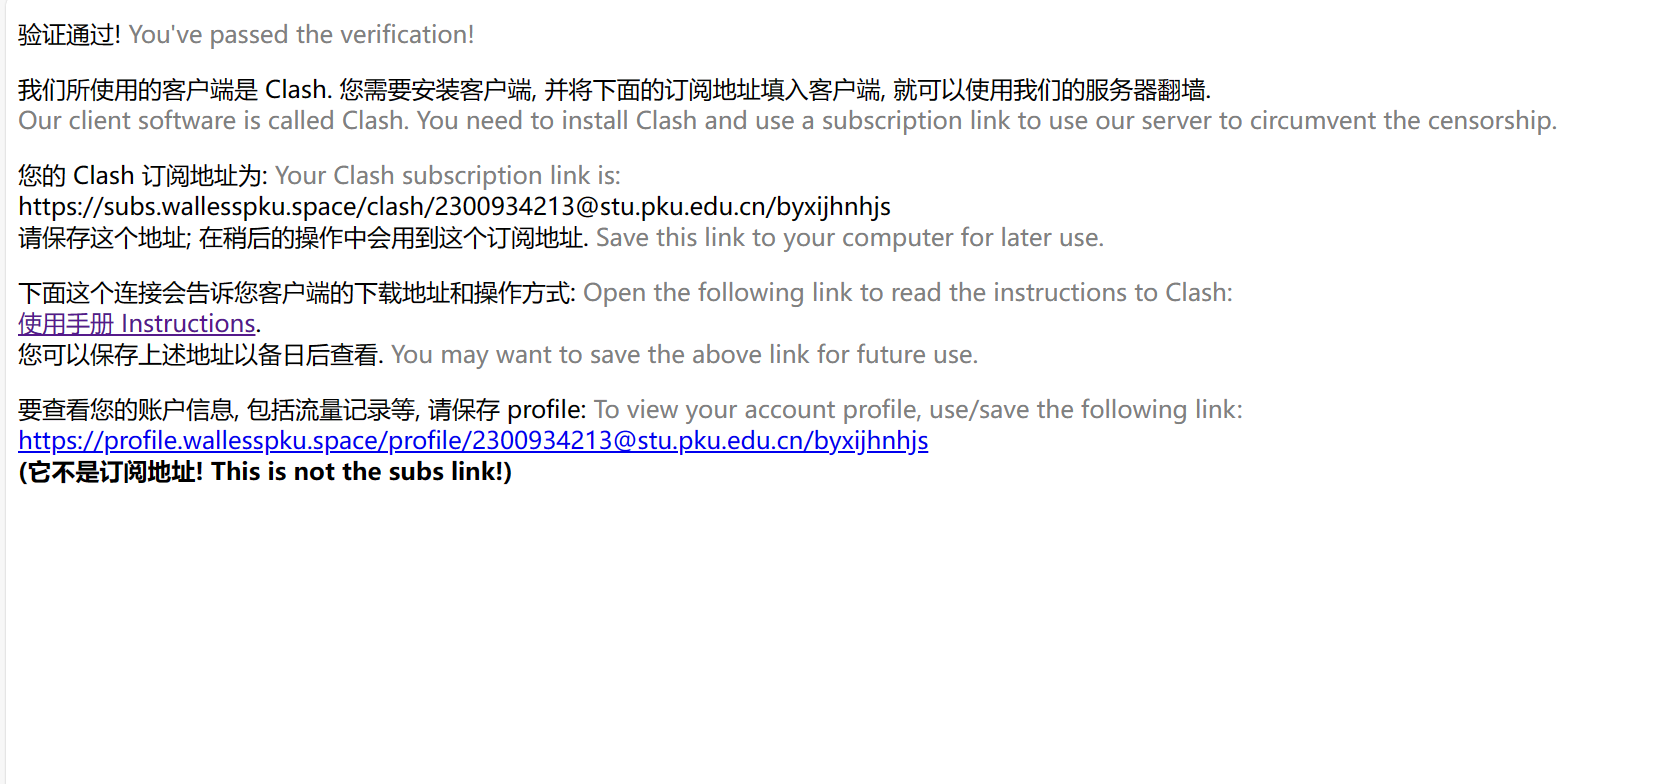 验证通过! You've passed the verification!
我们所使用的客户端是 Clash. 您需要安装客户端, 并将下面的订阅地址填入客户端, 就可以使用我们的服务器翻墙.
Our client software is called Clash. You need to install Clash and use a subscription link to use our server to circumvent the censorship.
您的 Clash 订阅地址为: Your Clash subscription link is:
https://subs.wallesspku.space/clash/2300934213@stu.pku.edu.cn/byxijhnhjs
请保存这个地址; 在稍后的操作中会用到这个订阅地址. Save this link to your computer for later use.
下面这个连接会告诉您客户端的下载地址和操作方式: Open the following link to read the instructions to Clash:
使用手册 Instructions.
您可以保存上述地址以备日后查看. You may want to save the above link for future use.
要查看您的账户信息, 包括流量记录等, 请保存 profile: To view your account profile, use/save the following link:
https://profile.wallesspku.space/profile/2300934213@stu.pku.edu.cn/byxijhnhjs
(它不是订阅地址! This is not the subs link!)